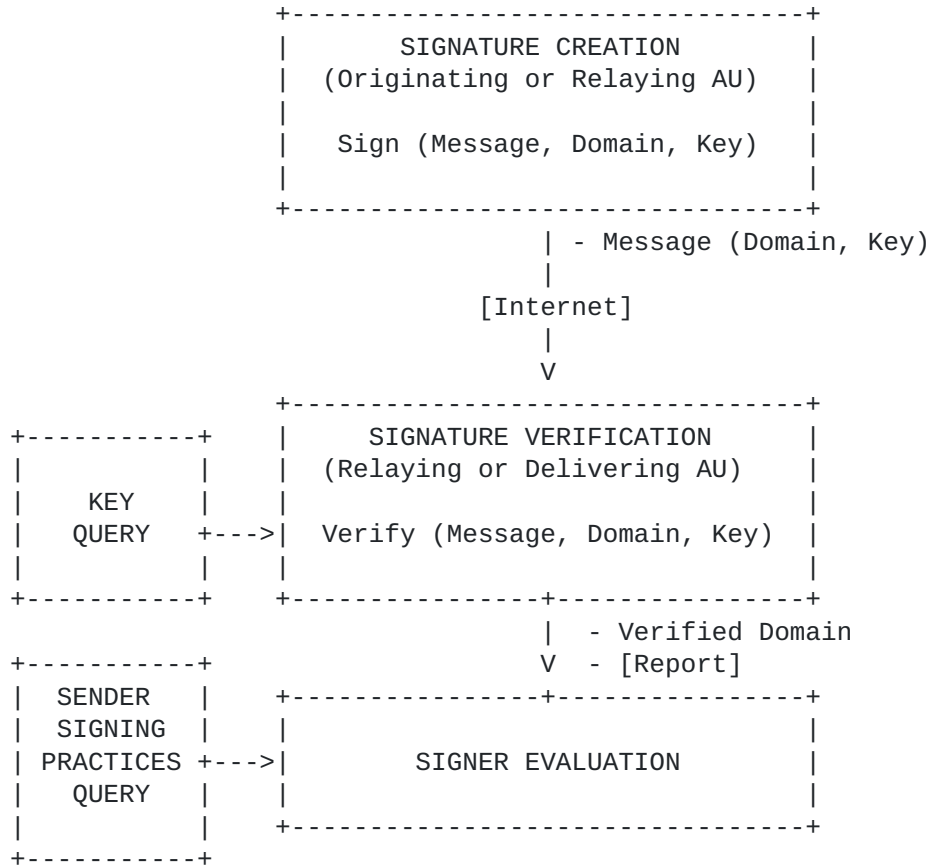 SIGNATURE CREATION
(Originating or Relaying AU)
Sign (Message, Domain, Key)
- Message (Domain, Key)
[Internet]
V
SIGNATURE VERIFICATION
(Relaying or Delivering AU)
KEY
QUERY
Verify (Message, Domain, Key)
- Verified Domain
V - [Report]
SENDER
SIGNING
PRACTICES
QUERY
SIGNER EVALUATION